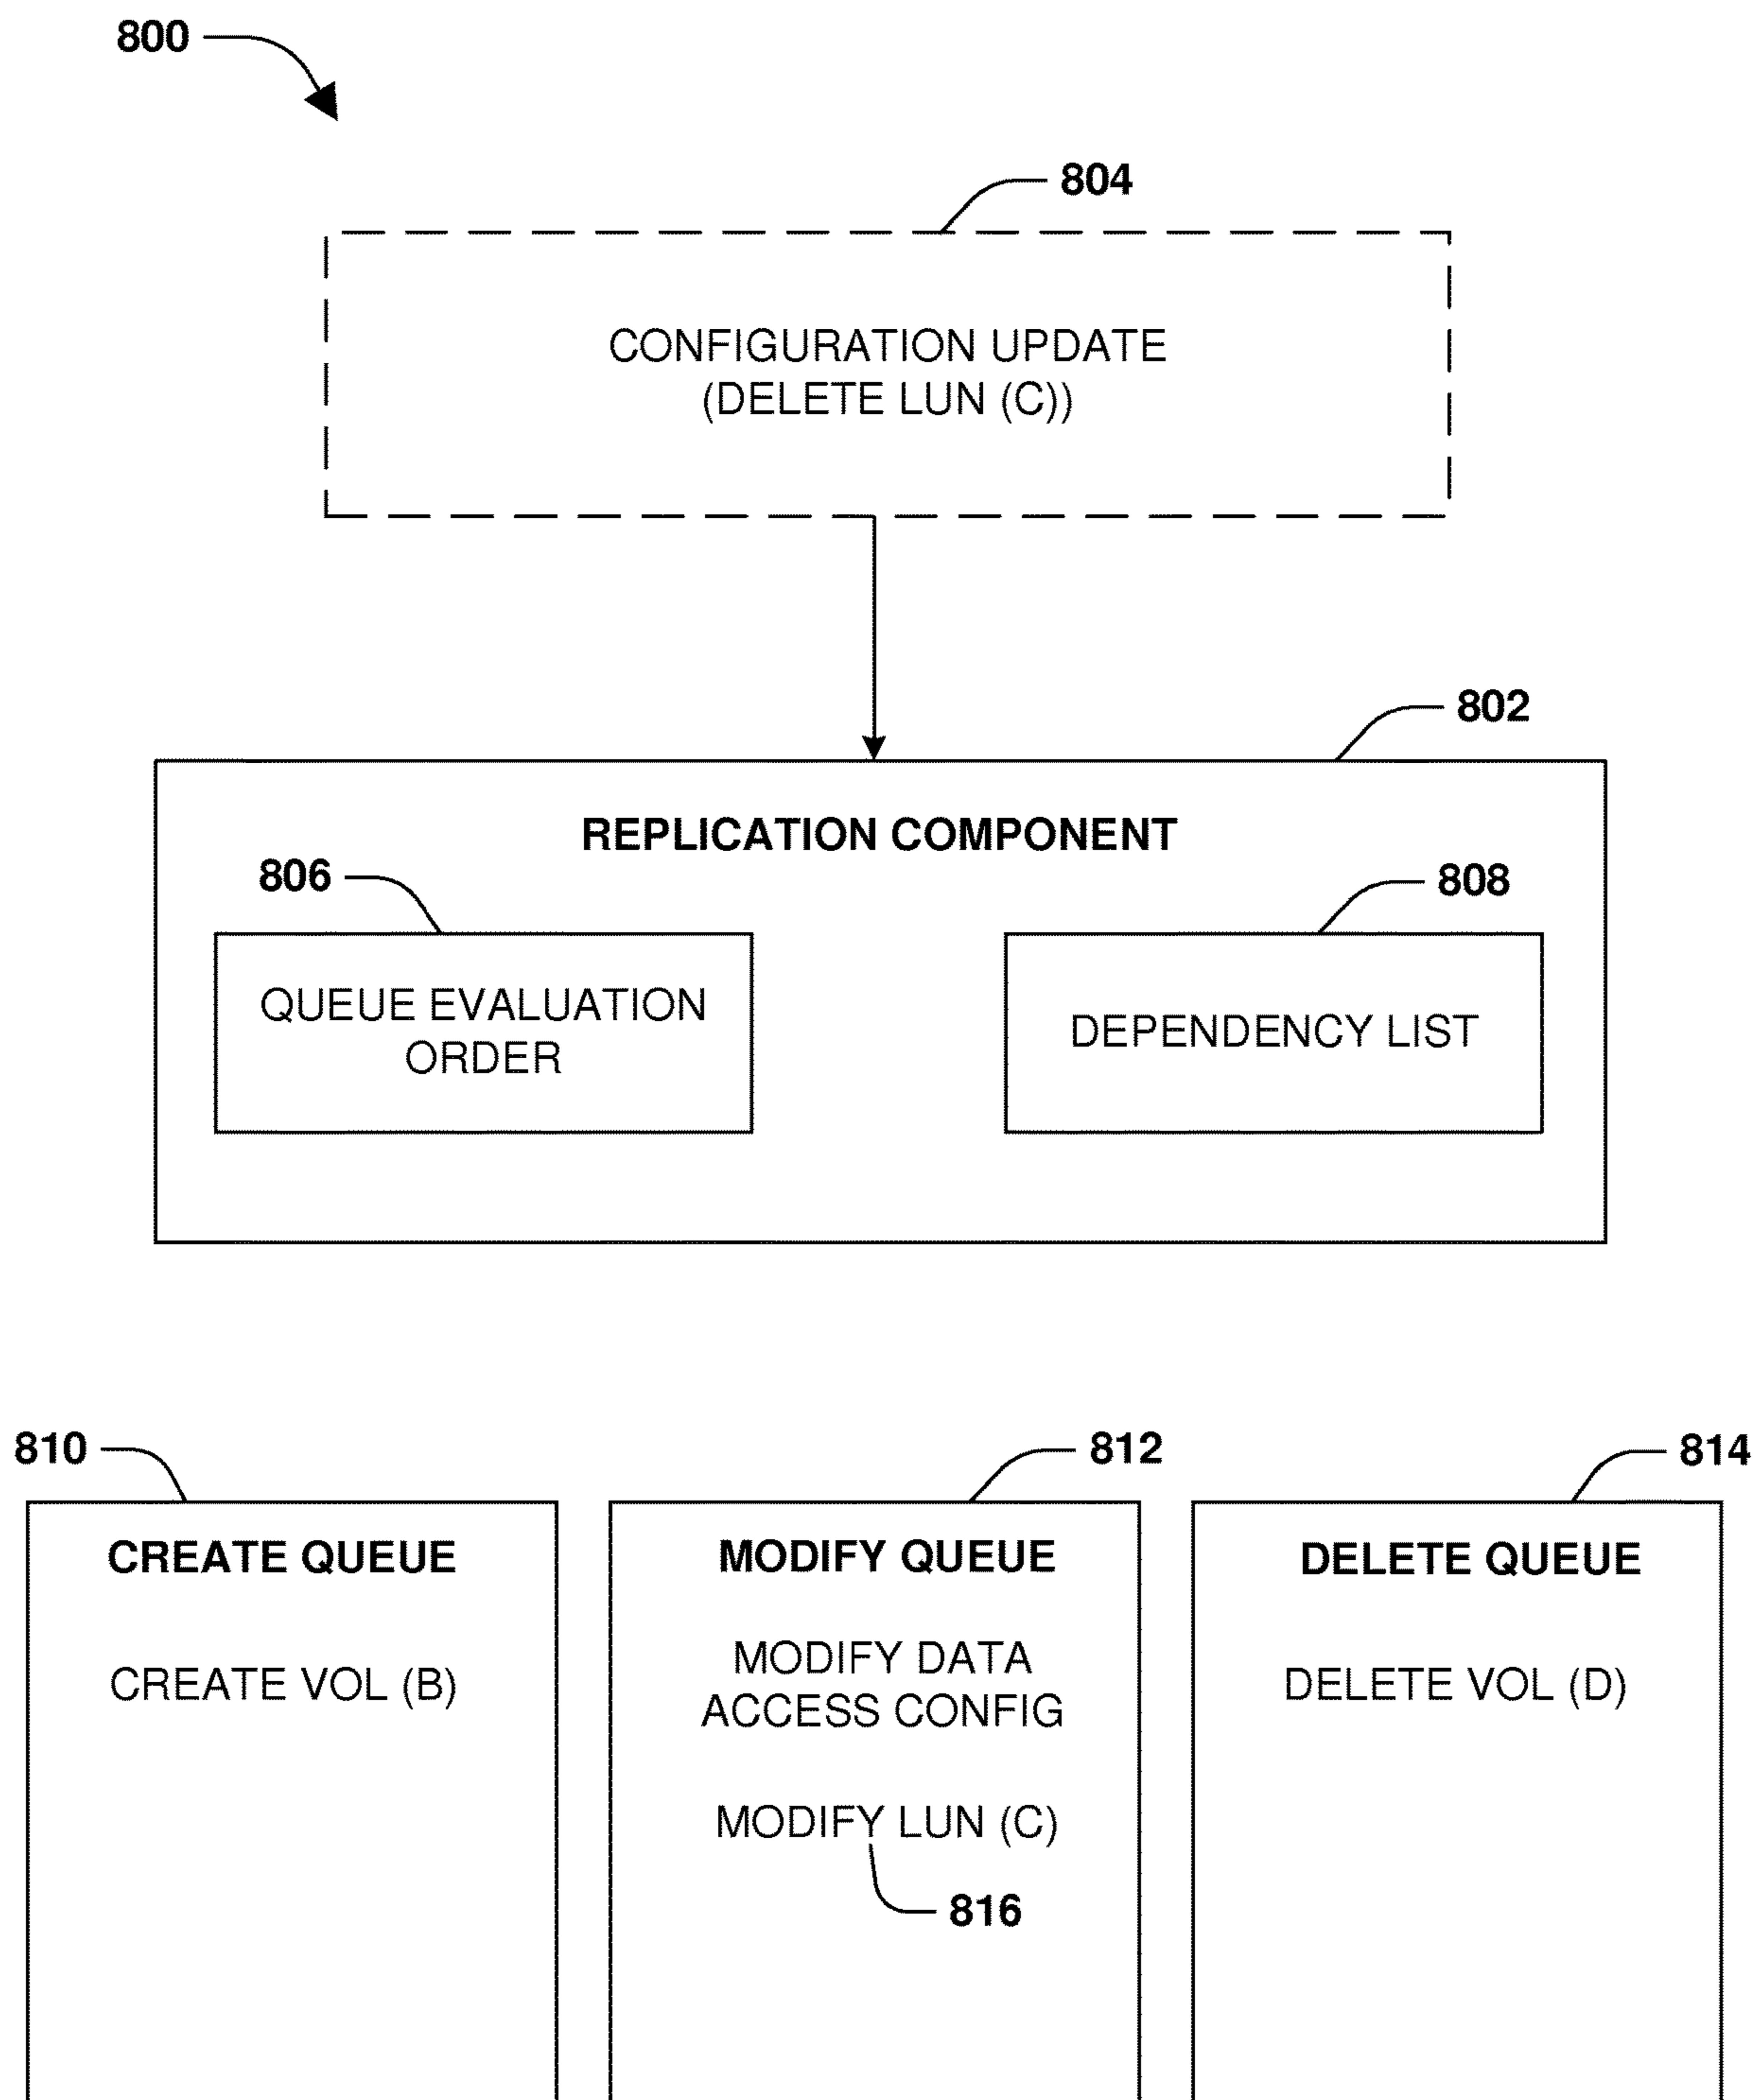 800
804
CONFIGURATION UPDATE
(DELETE LUN (C))
802
REPLICATION COMPONENT
806
808
QUEUE EVALUATION
ORDER
DEPENDENCY LIST
810
812
814
CREATE QUEUE
CREATE VOL (B)
MODIFY QUEUE
MODIFY DATA
ACCESS CONFIG
MODIFY LUN (C)
816
DELETE QUEUE
DELETE VOL (D)